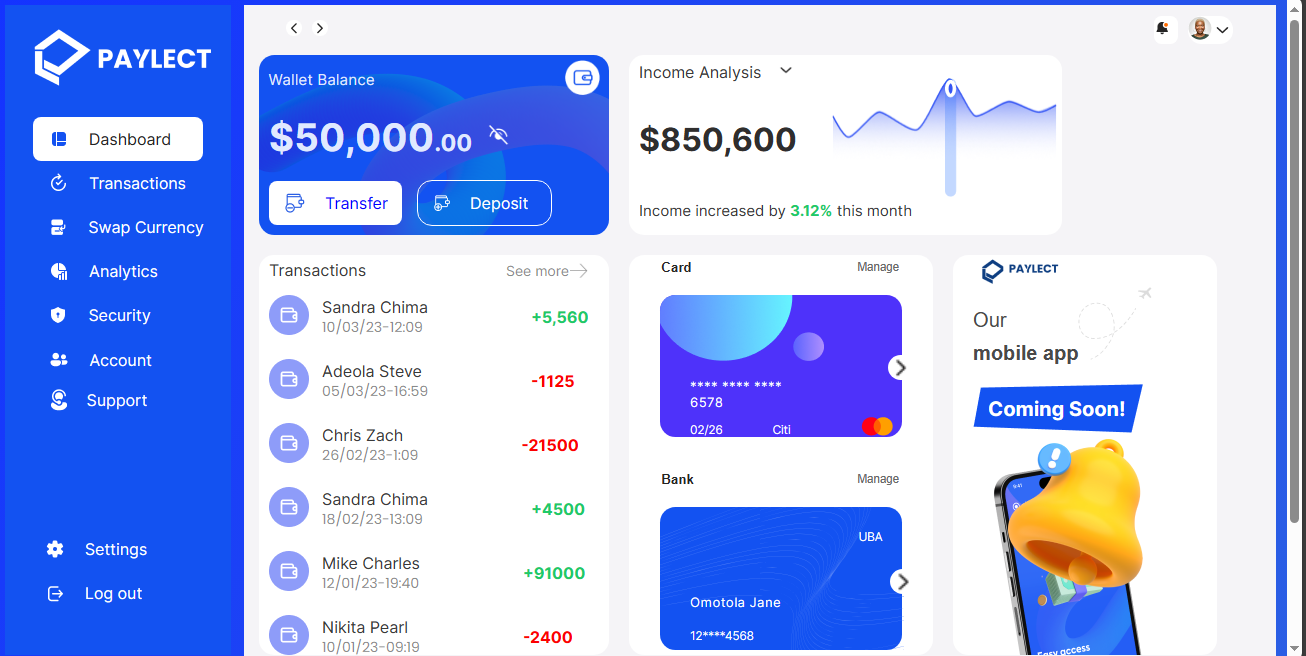 PAYLECT
Dashboard
Transactions
Swap Currency
Analytics
Security
Account
Support
Settings
Log out
Wallet Balance
$50,000.00
Transfer
Deposit
Income Analysis
$850,600
Income increased by 3.12% this month
Transactions
See more
Sandra Chima
10/03/23-12:09
+5,560
Adeola Steve
05/03/23-16:59
-1125
Chris Zach
26/02/23-1:09
-21500
Sandra Chima
18/02/23-13:09
+4500
Mike Charles
12/01/23-19:40
+91000
Nikita Pearl
10/01/23-09:19
-2400
Card
Manage
**** **** ****
6578
02/26
Citi
Bank
Manage
UBA
Omotola Jane
12****4568
PAYLECT
Our
mobile app
Coming Soon!
9:41
Easy access